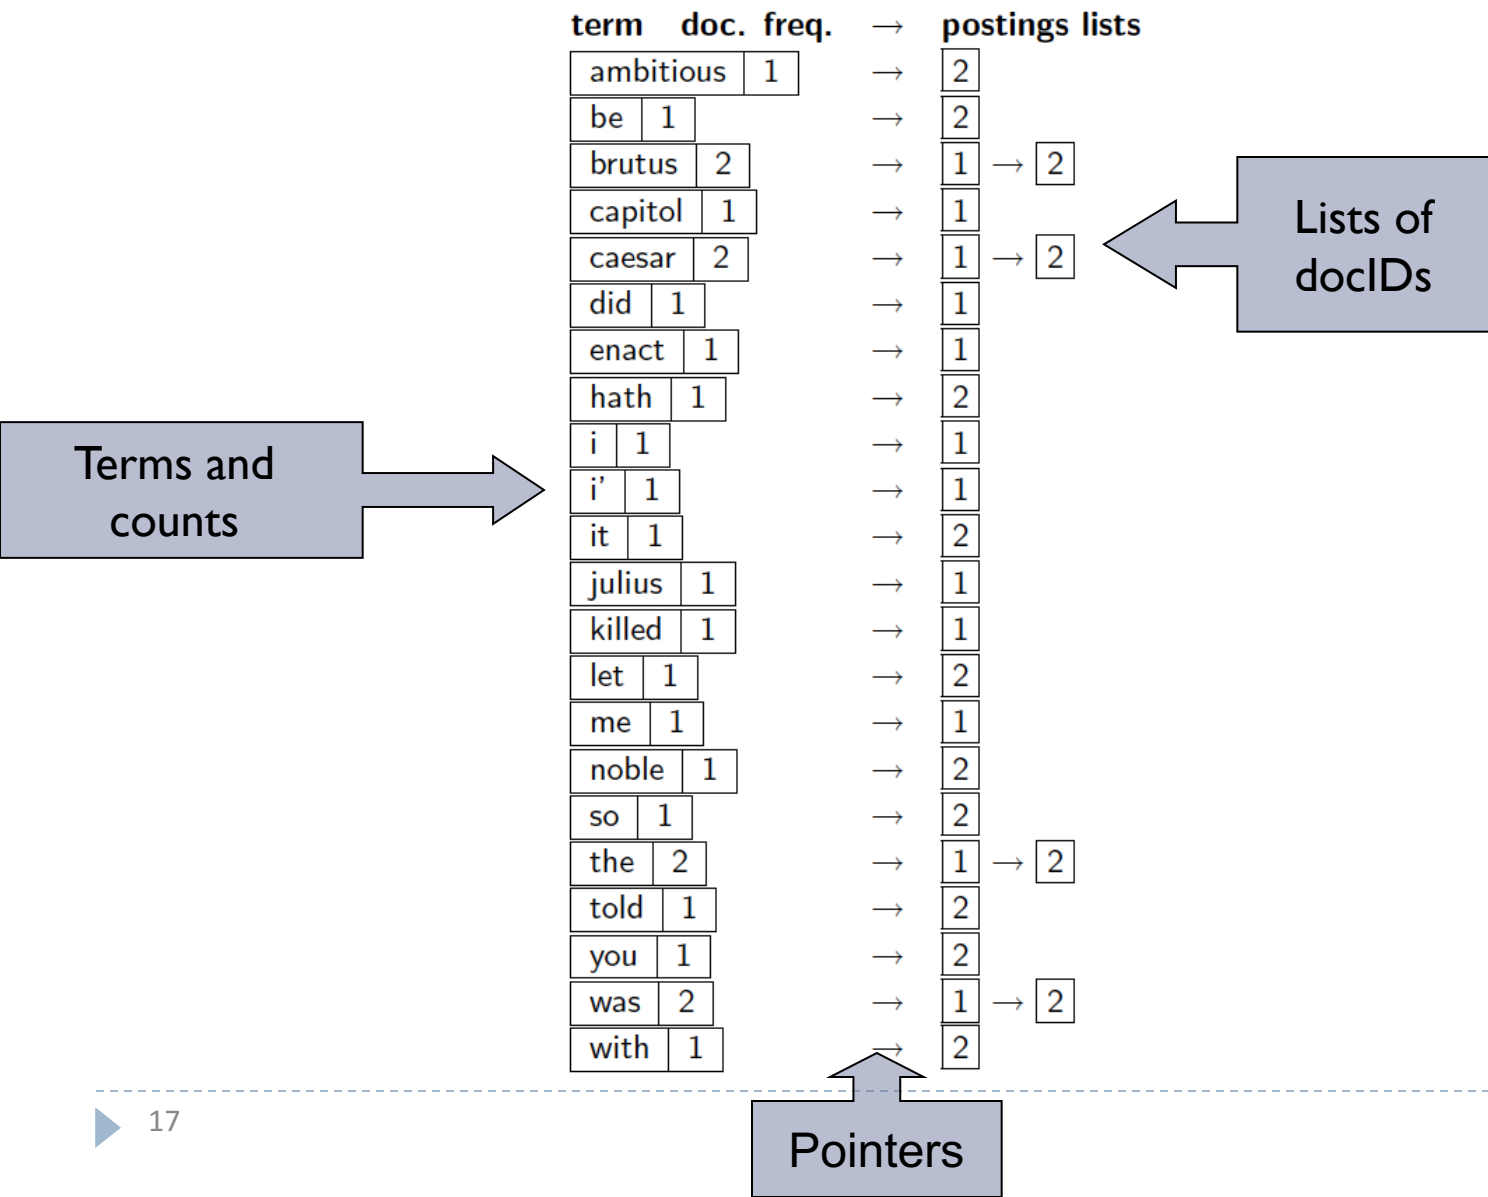 term doc. freq. → postings lists
ambitious 1 → 2
be 1 → 2
brutus 2 → 1 → 2
capitol 1 → 1
caesar 2 → 1 → 2
did 1 → 1
enact 1 → 1
hath 1 → 2
i 1 → 1
i' 1 → 1
it 1 → 2
julius 1 → 1
killed 1 → 1
let 1 → 2
me 1 → 1
noble 1 → 2
so 1 → 2
the 2 → 1 → 2
told 1 → 2
you 1 → 2
was 2 → 1 → 2
with 1 → 2
Lists of
docIDs
Terms and
counts
Pointers
17